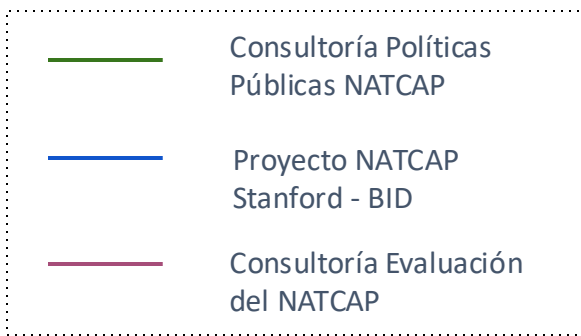 Consultoría Políticas
Públicas NATCAP
Proyecto NATCAP
Stanford - BID
Consultoría Evaluación
del NATCAP